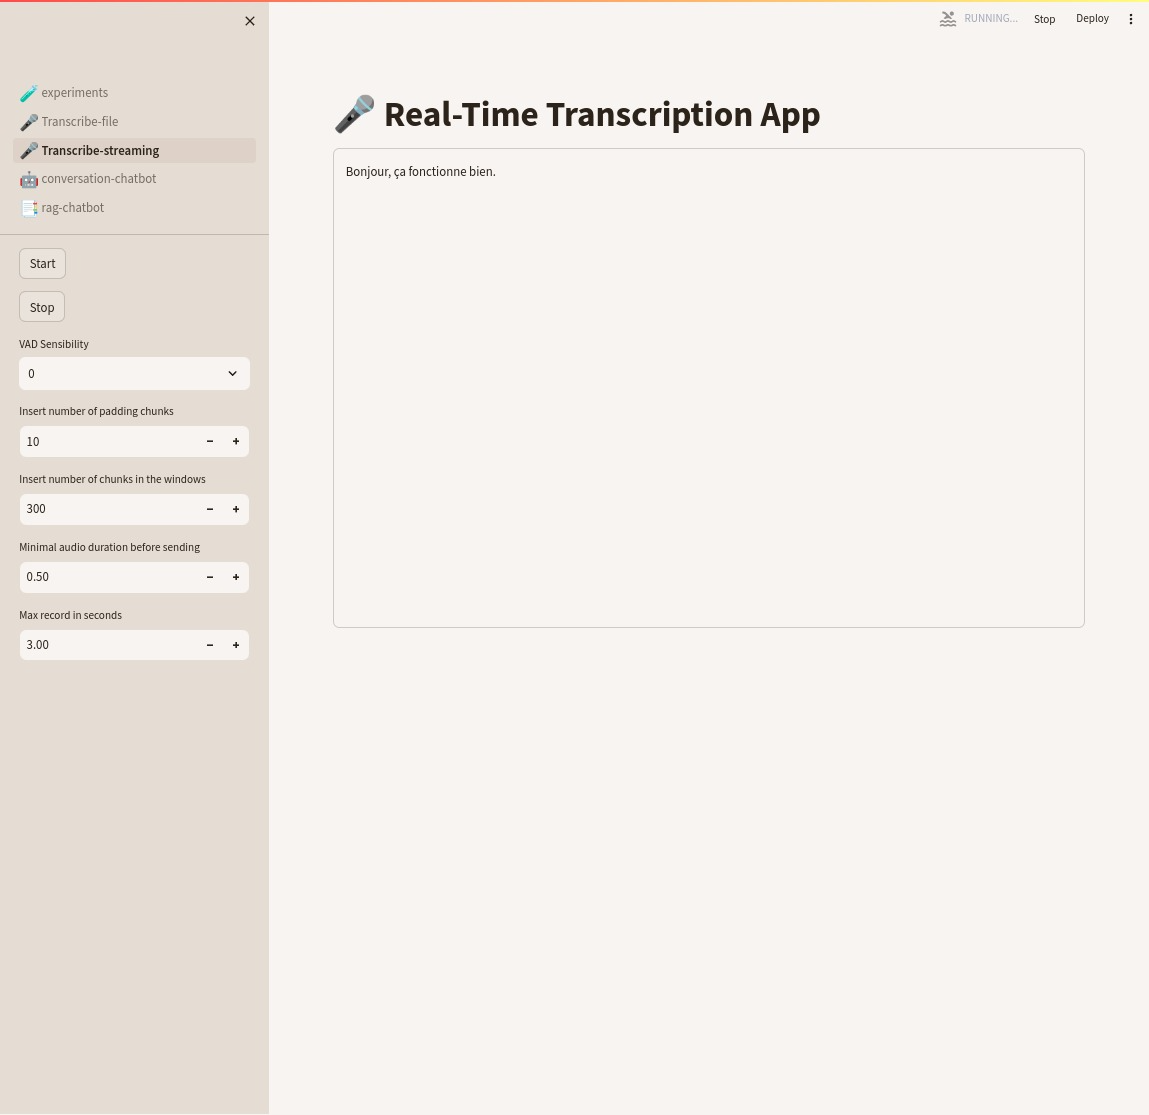 RUNNING...
Stop
Deploy
experiments
Transcribe-file
Transcribe-streaming
conversation-chatbot
rag-chatbot
Start
Stop
VAD Sensibility
0
Insert number of padding chunks
10
Insert number of chunks in the windows
300
Minimal audio duration before sending
0.50
Max record in seconds
3.00
Real-Time Transcription App
Bonjour, ça fonctionne bien.